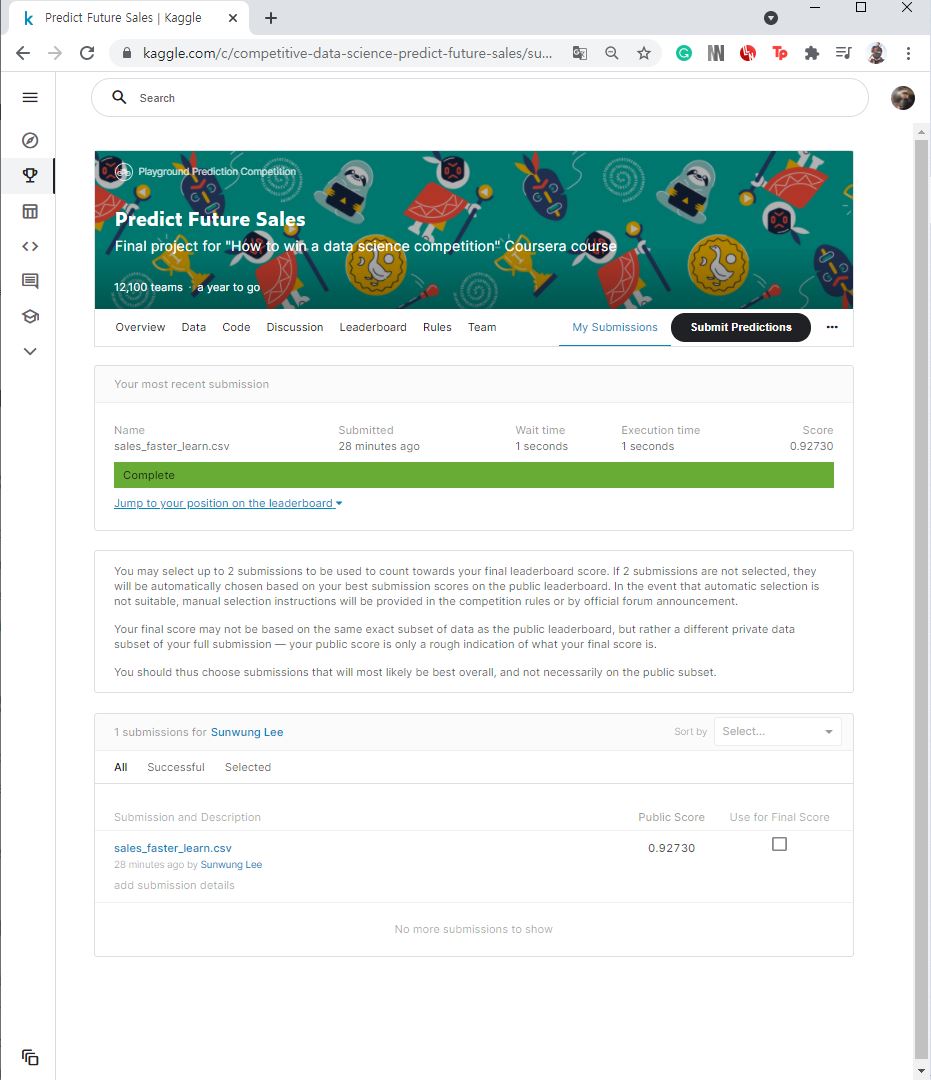 Predict Future Sales | Kaggle
kaggle.com/c/competitive-data-science-predict-future-sales/su...
Search
Playground Prediction Competition
Predict Future Sales
Final project for "How to win a data science competition" Coursera course
12,100 teams · a year to go
Overview Data Code Discussion Leaderboard Rules Team My Submissions Submit Predictions
Your most recent submission
Name Submitted Wait time Execution time Score
sales_faster_learn.csv 28 minutes ago 1 seconds 1 seconds 0.92730
Complete
Jump to your position on the leaderboard
You may select up to 2 submissions to be used to count towards your final leaderboard score. If 2 submissions are not selected, they
will be automatically chosen based on your best submission scores on the public leaderboard. In the event that automatic selection is
not suitable, manual selection instructions will be provided in the competition rules or by official forum announcement.
Your final score may not be based on the same exact subset of data as the public leaderboard, but rather a different private data
subset of your full submission — your public score is only a rough indication of what your final score is.
You should thus choose submissions that will most likely be best overall, and not necessarily on the public subset.
1 submissions for Sunwung Lee Sort by Select...
All Successful Selected
Submission and Description Public Score Use for Final Score
sales_faster_learn.csv 0.92730
28 minutes ago by Sunwung Lee
add submission details
No more submissions to show